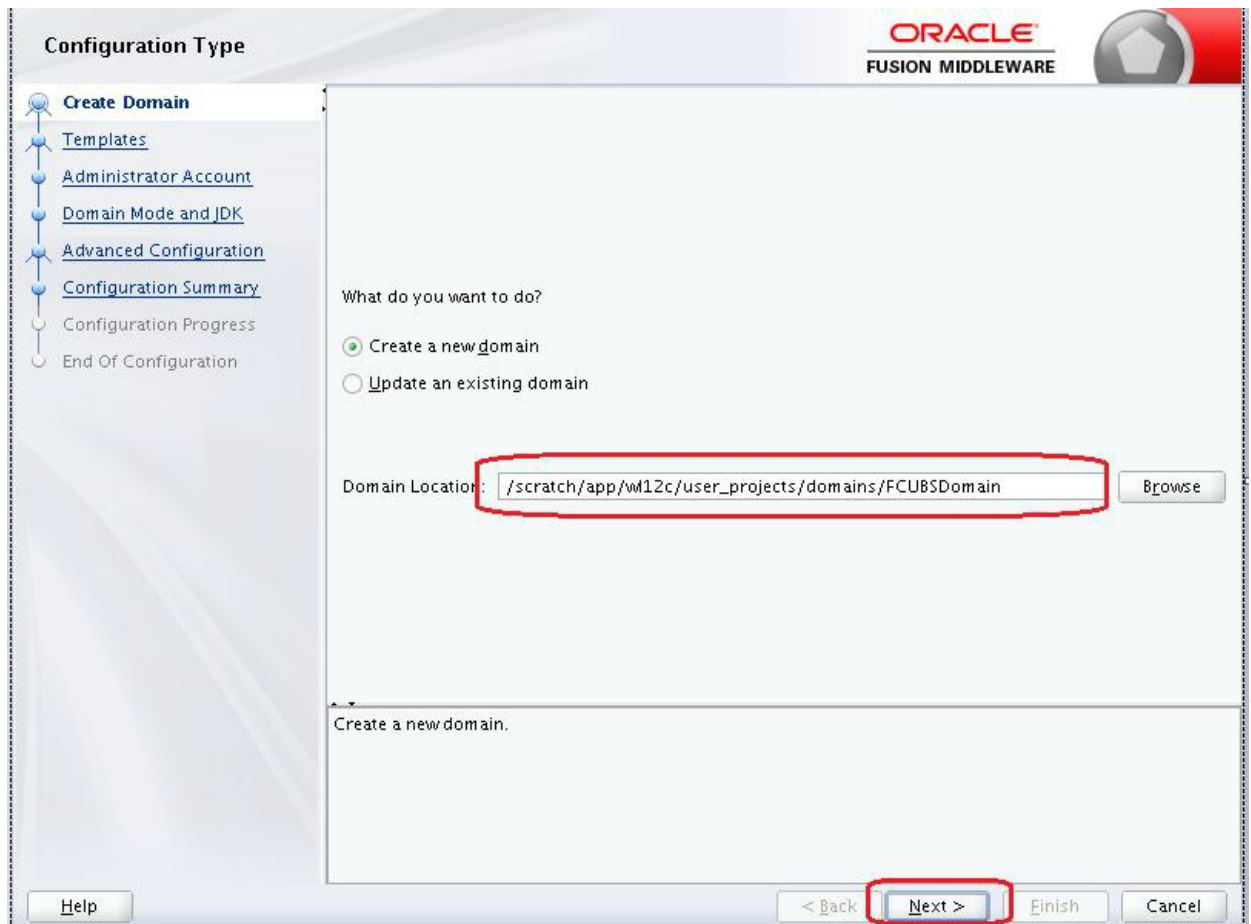 Configuration Type
ORACLE
FUSION MIDDLEWARE
Create Domain
Templates
Administrator Account
Domain Mode and JDK
Advanced Configuration
Configuration Summary
Configuration Progress
End Of Configuration
What do you want to do?
Create a new domain
Update an existing domain
Domain Location: /scratch/app/wl12c/user_projects/domains/FCUBSDomain Browse
Create a new domain.
Help < Back Next > Finish Cancel